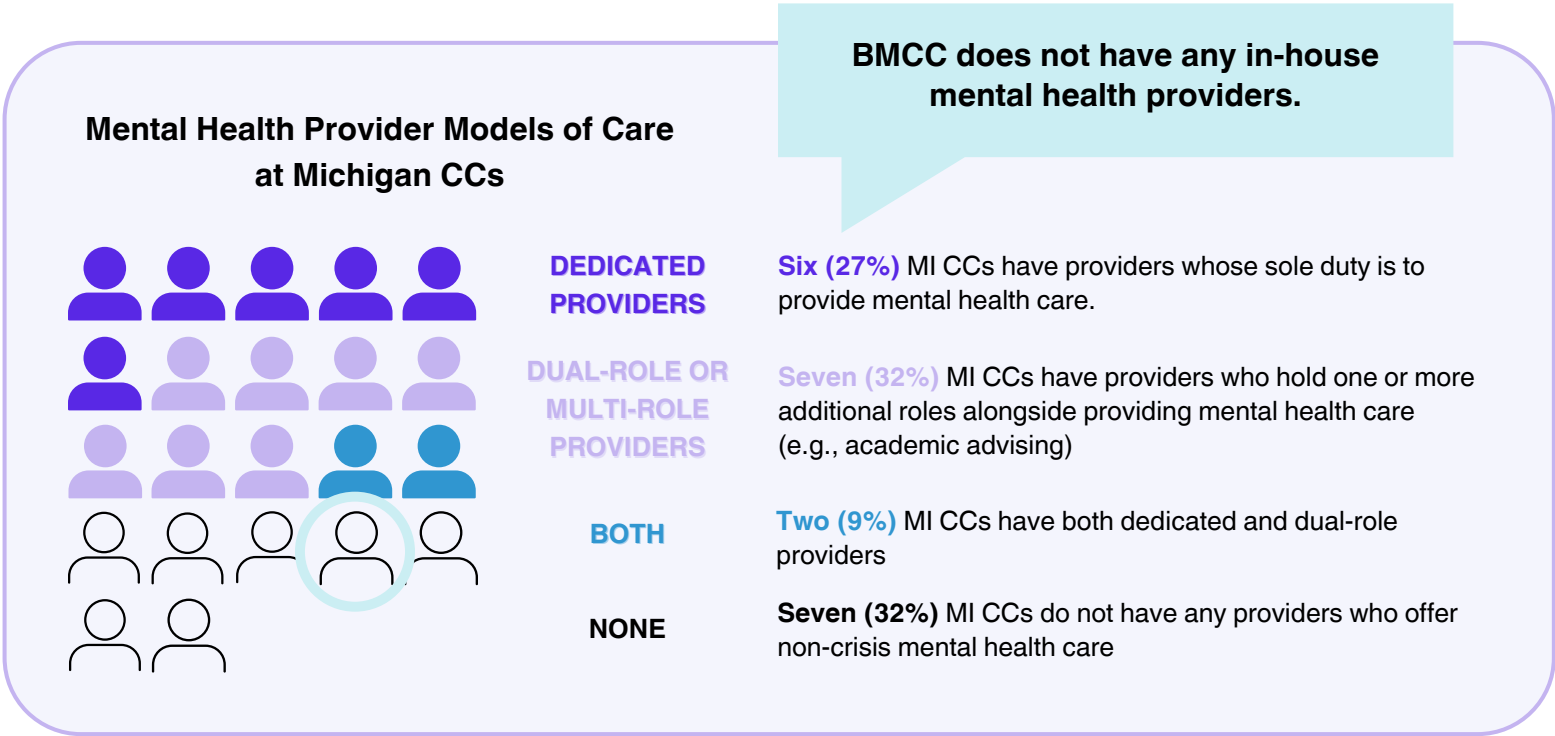 BMCC does not have any in-house
mental health providers.
Mental Health Provider Models of Care
at Michigan CCs
DEDICATED
PROVIDERS
Six (27%) MI CCs have providers whose sole duty is to
provide mental health care.
DUAL-ROLE OR
MULTI-ROLE
PROVIDERS
Seven (32%) MI CCs have providers who hold one or more
additional roles alongside providing mental health care
(e.g., academic advising)
BOTH
Two (9%) MI CCs have both dedicated and dual-role
providers
NONE
Seven (32%) MI CCs do not have any providers who offer
non-crisis mental health care